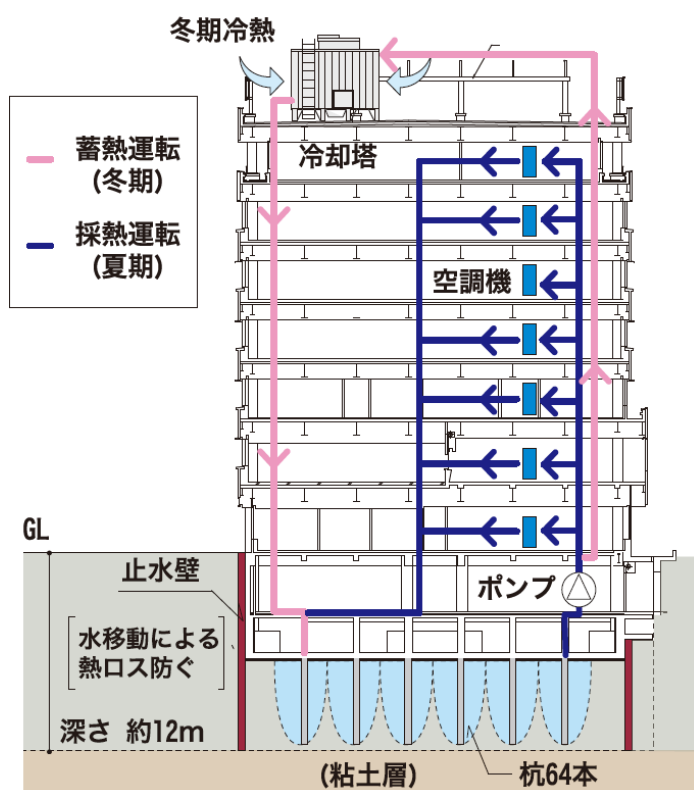 冬期冷熱
蓄熱運転
(冬期)
採熱運転
(夏期)
冷却塔
空調機
GL
止水壁
ポンプ
水移動による
熱ロス防ぐ
深さ 約12m
(粘土層)
杭64本